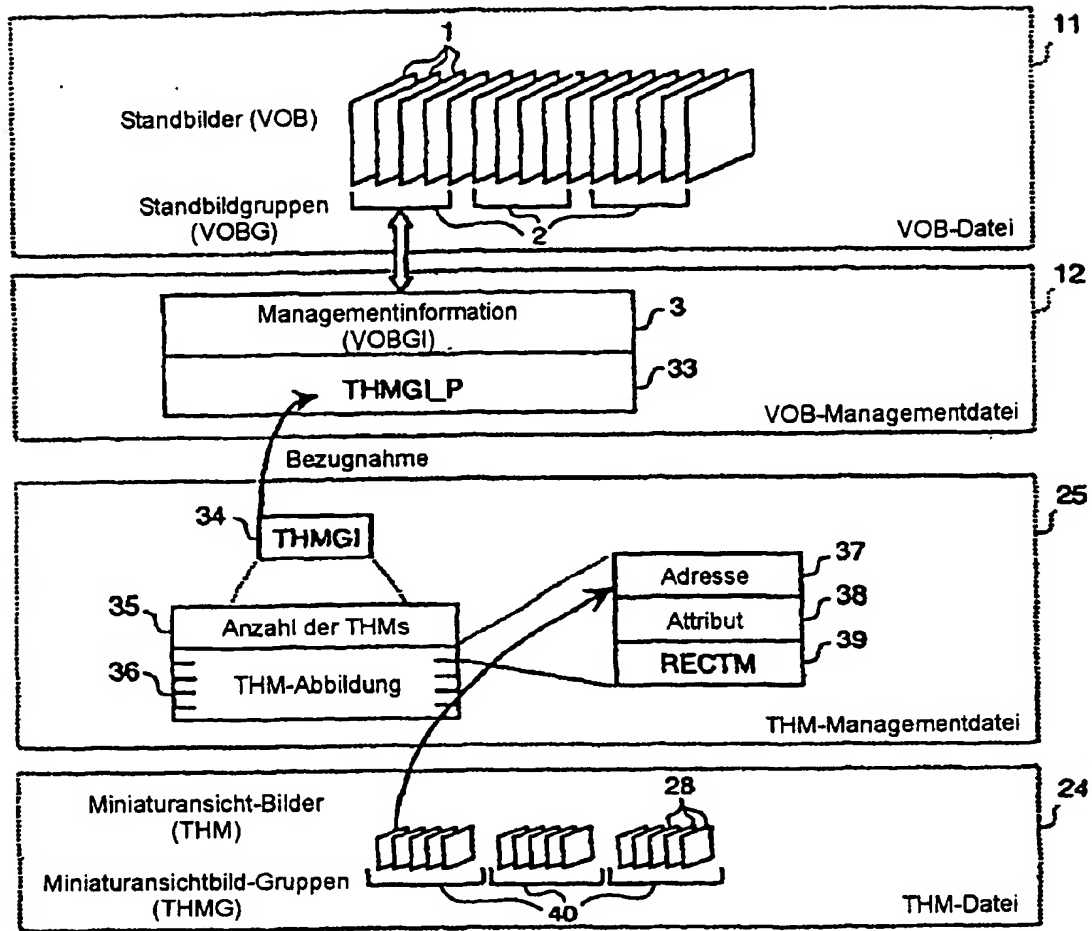 11
1
Standbilder (VOB)
Standbildgruppen
(VOBG)
2
VOB-Datei
12
Managementinformation
(VOBGI)
3
THMGI_P
33
VOB-Managementdatei
Bezugnahme
25
34
THMGI
37
Adresse
35
Anzahl der THMs
38
Attribut
36
THM-Abbildung
RECTM
39
THM-Managementdatei
Miniaturansicht-Bilder
(THM)
28
24
Miniaturansichtbild-Gruppen
(THMG)
40
THM-Datei